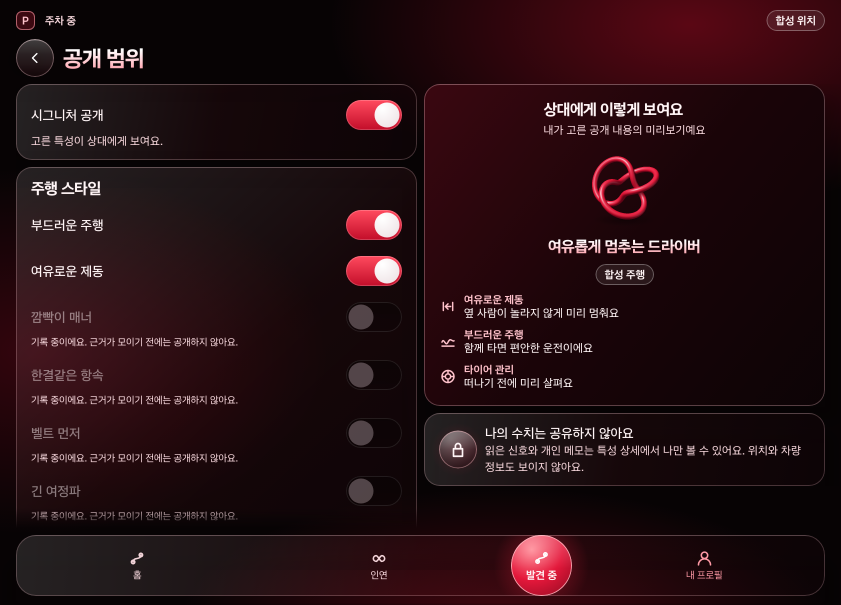 P 주차 중
합성 위치
공개 범위
시그니처 공개
고른 특성이 상대에게 보여요.
주행 스타일
부드러운 주행
여유로운 제동
깜빡이 매너
기록 중이에요. 근거가 모이기 전에는 공개하지 않아요.
한결같은 항속
기록 중이에요. 근거가 모이기 전에는 공개하지 않아요.
벨트 먼저
기록 중이에요. 근거가 모이기 전에는 공개하지 않아요.
긴 여정파
기록 중이에요. 근거가 모이기 전에는 공개하지 않아요.
상대에게 이렇게 보여요
내가 고른 공개 내용의 미리보기예요
여유롭게 멈추는 드라이버
합성 주행
여유로운 제동
옆 사람이 놀라지 않게 미리 멈춰요
부드러운 주행
함께 타면 편안한 운전이에요
타이어 관리
떠나기 전에 미리 살펴요
나의 수치는 공유하지 않아요
읽은 신호와 개인 메모는 특성 상세에서 나만 볼 수 있어요. 위치와 차량
정보도 보이지 않아요.
홈
인연
발견 중
내 프로필